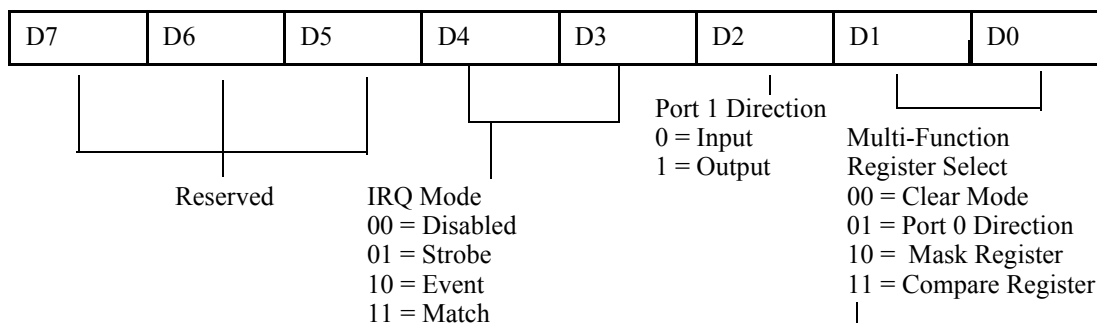 D7 D6 D5 D4 D3 D2 D1 D0
Port 1 Direction
0 = Input
1 = Output
Multi-Function
Register Select
00 = Clear Mode
01 = Port 0 Direction
10 = Mask Register
11 = Compare Register
Reserved
IRQ Mode
00 = Disabled
01 = Strobe
10 = Event
11 = Match